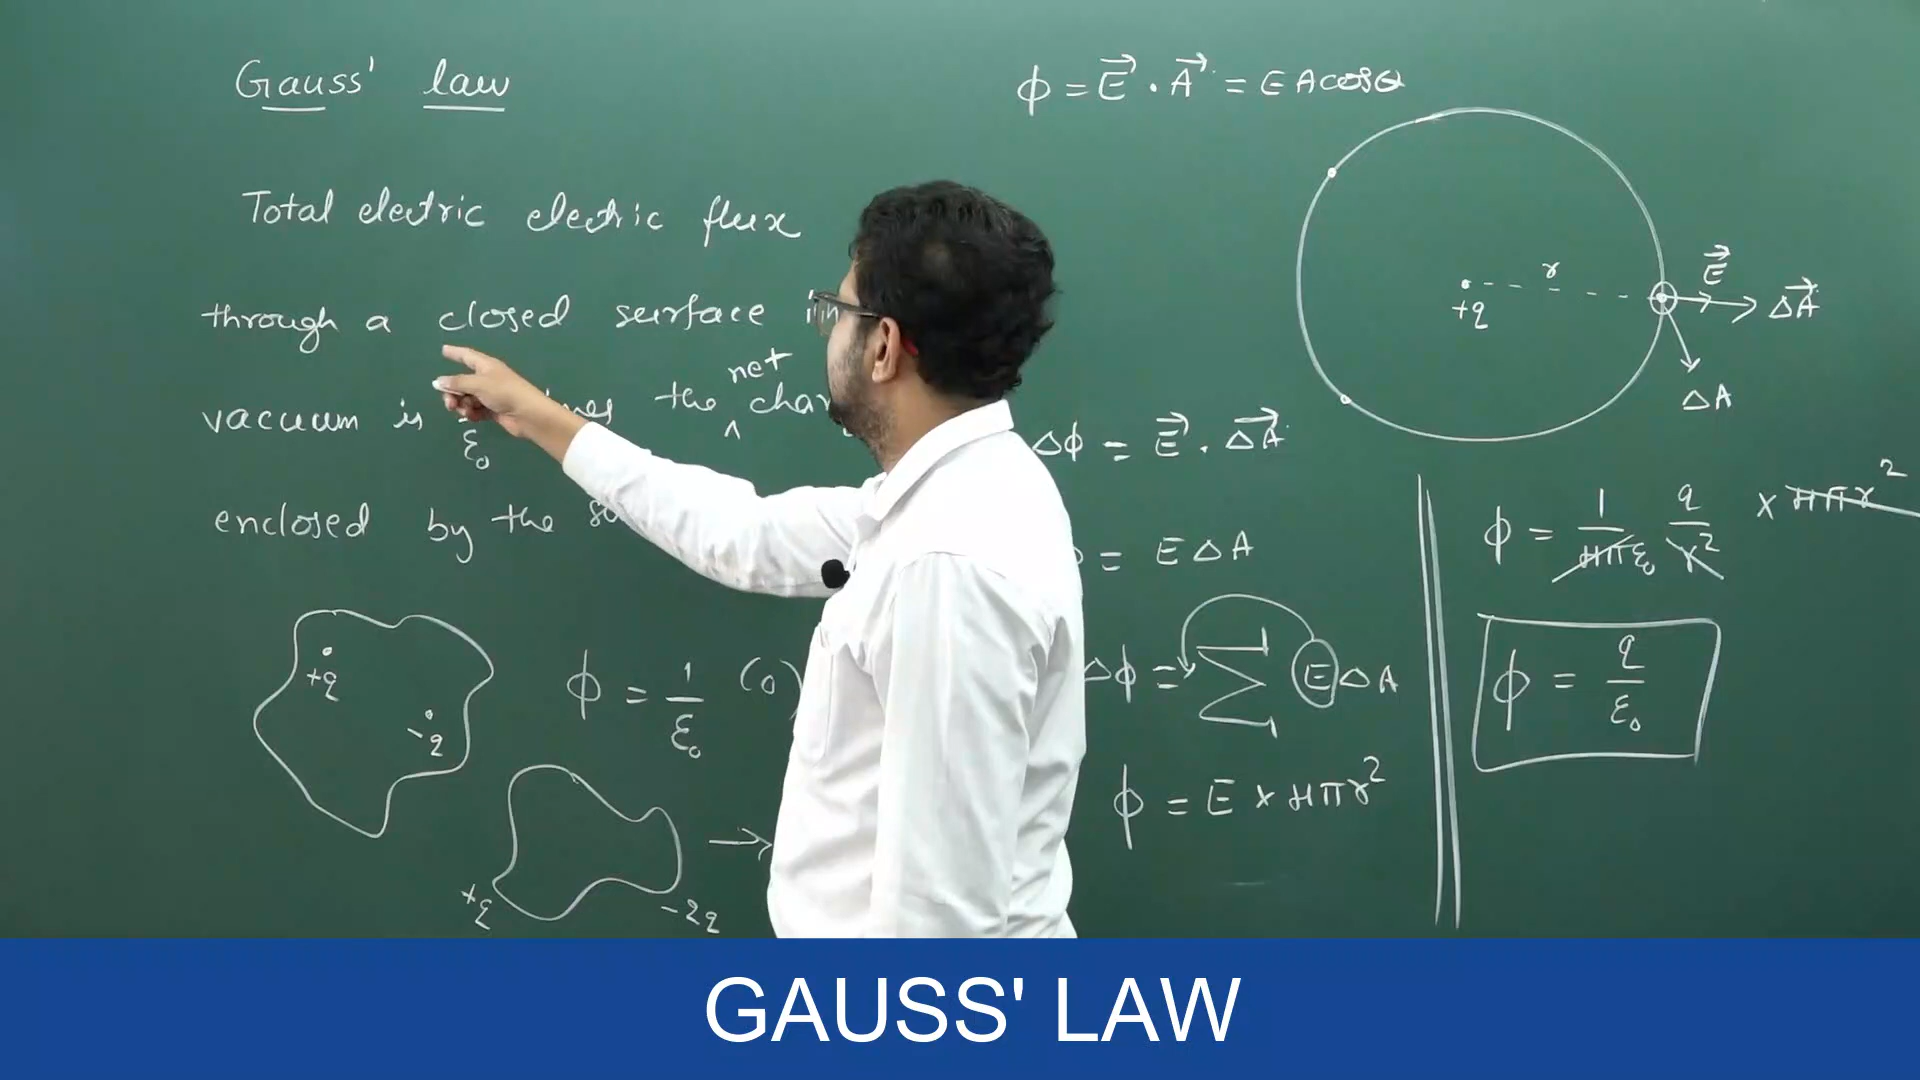 Gauss' law
Total electric electric flux
through a closed surface in
net
vacuum is times the
ε₀
enclosed by the
+q
-q
ϕ = 1/ε₀ (0)
+q
-2q
ϕ = E⃗ · A⃗ = EA cosθ
+q
r
E⃗
ΔA⃗
ΔA
Δϕ = E⃗ · ΔA⃗
= EΔA
Δϕ = Σ EΔA
ϕ = E × 4πr²
ϕ = 1/4πε₀ q/r² × 4πr²
ϕ = q/ε₀
GAUSS' LAW